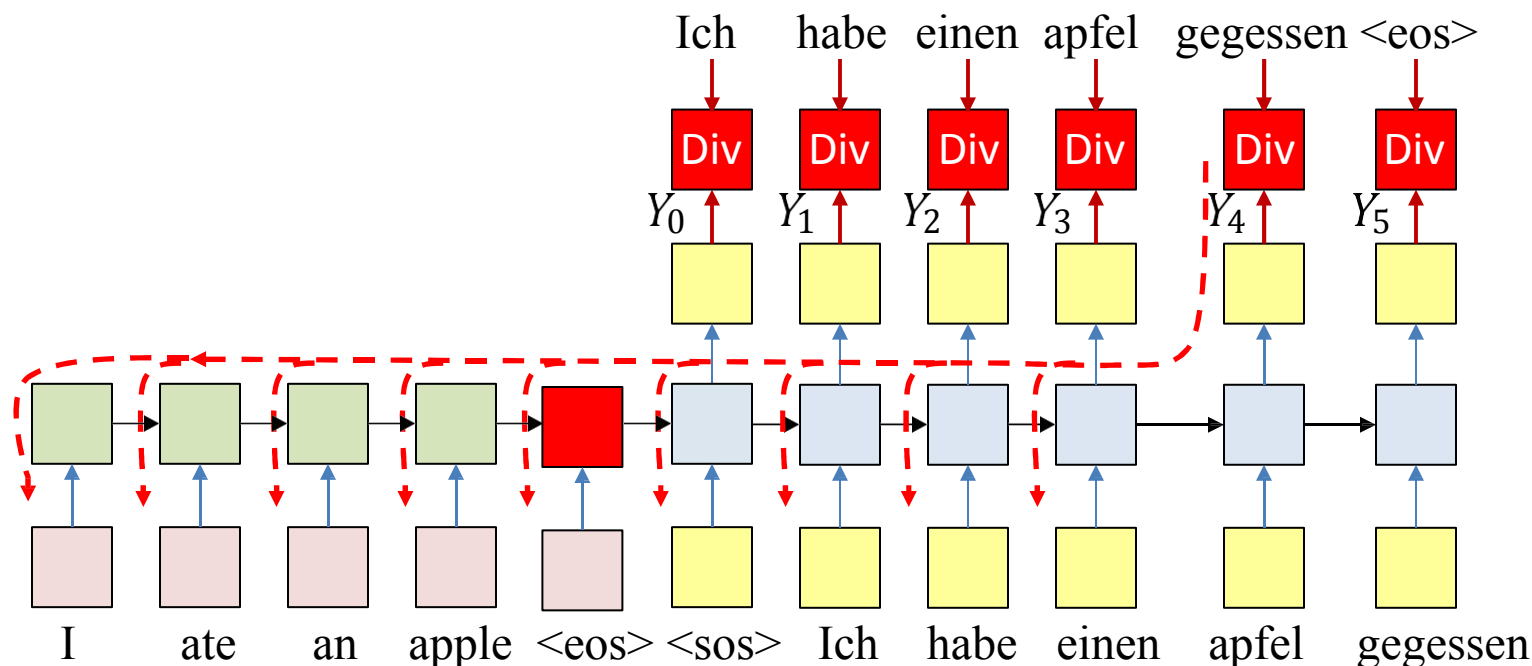 Ich habe einen apfel gegessen <eos>
Div Div Div Div Div Div
Y₀ Y₁ Y₂ Y₃ Y₄ Y₅
I ate an apple <eos> <sos> Ich habe einen apfel gegessen